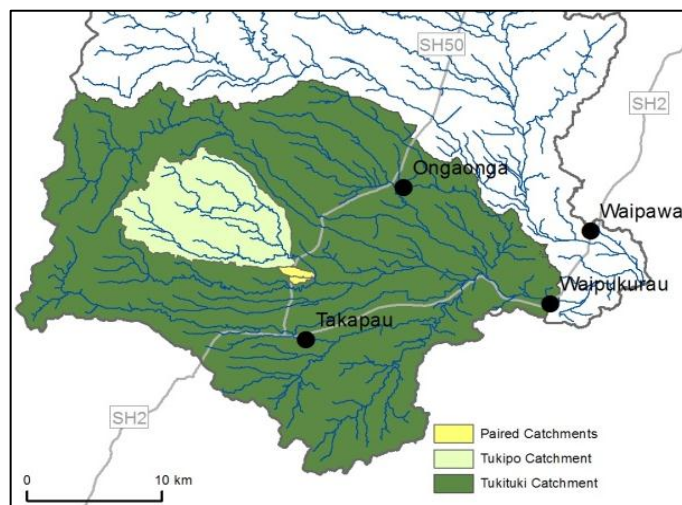 SH50
SH2
Ongaonga
Waipawa
Waipukurau
Takapau
SH2
Paired Catchments
Tukipo Catchment
Tukituki Catchment
0 10 km